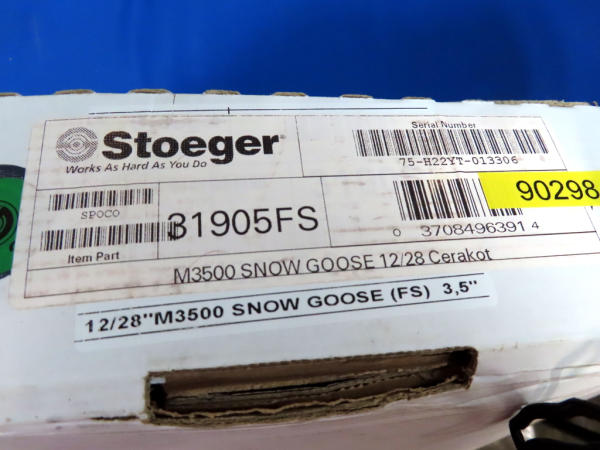 Stoeger
Works As Hard As You Do
Serial Number
75-H22YT-013306
SPOCO
31905FS
90298
Item Part
0 3708496391 4
M3500 SNOW GOOSE 12/28 Cerakot
12/28"M3500 SNOW GOOSE (FS) 3,5"